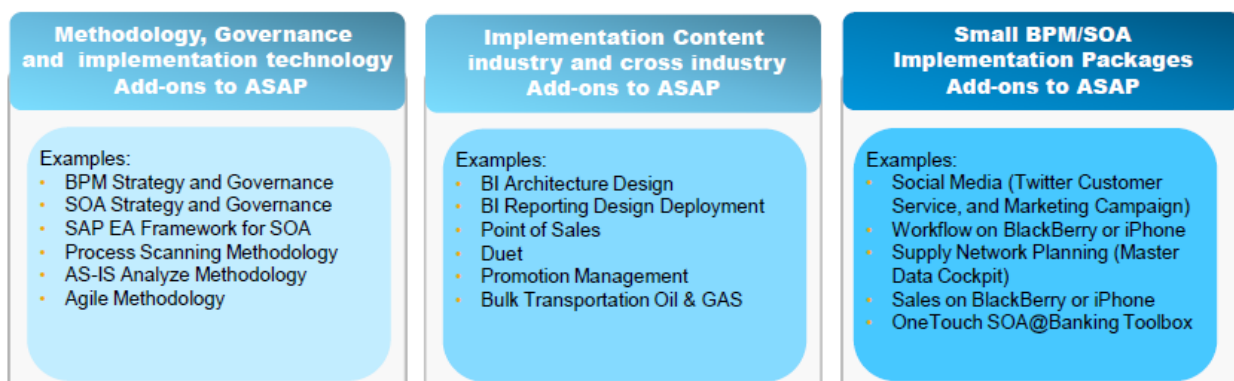 Methodology, Governance
and implementation technology
Add-ons to ASAP
Examples:
• BPM Strategy and Governance
• SOA Strategy and Governance
• SAP EA Framework for SOA
• Process Scanning Methodology
• AS-IS Analyze Methodology
• Agile Methodology
Implementation Content
industry and cross industry
Add-ons to ASAP
Examples:
• BI Architecture Design
• BI Reporting Design Deployment
• Point of Sales
• Duet
• Promotion Management
• Bulk Transportation Oil & GAS
Small BPM/SOA
Implementation Packages
Add-ons to ASAP
Examples:
• Social Media (Twitter Customer
Service, and Marketing Campaign)
• Workflow on BlackBerry or iPhone
• Supply Network Planning (Master
Data Cockpit)
• Sales on BlackBerry or iPhone
• OneTouch SOA@Banking Toolbox